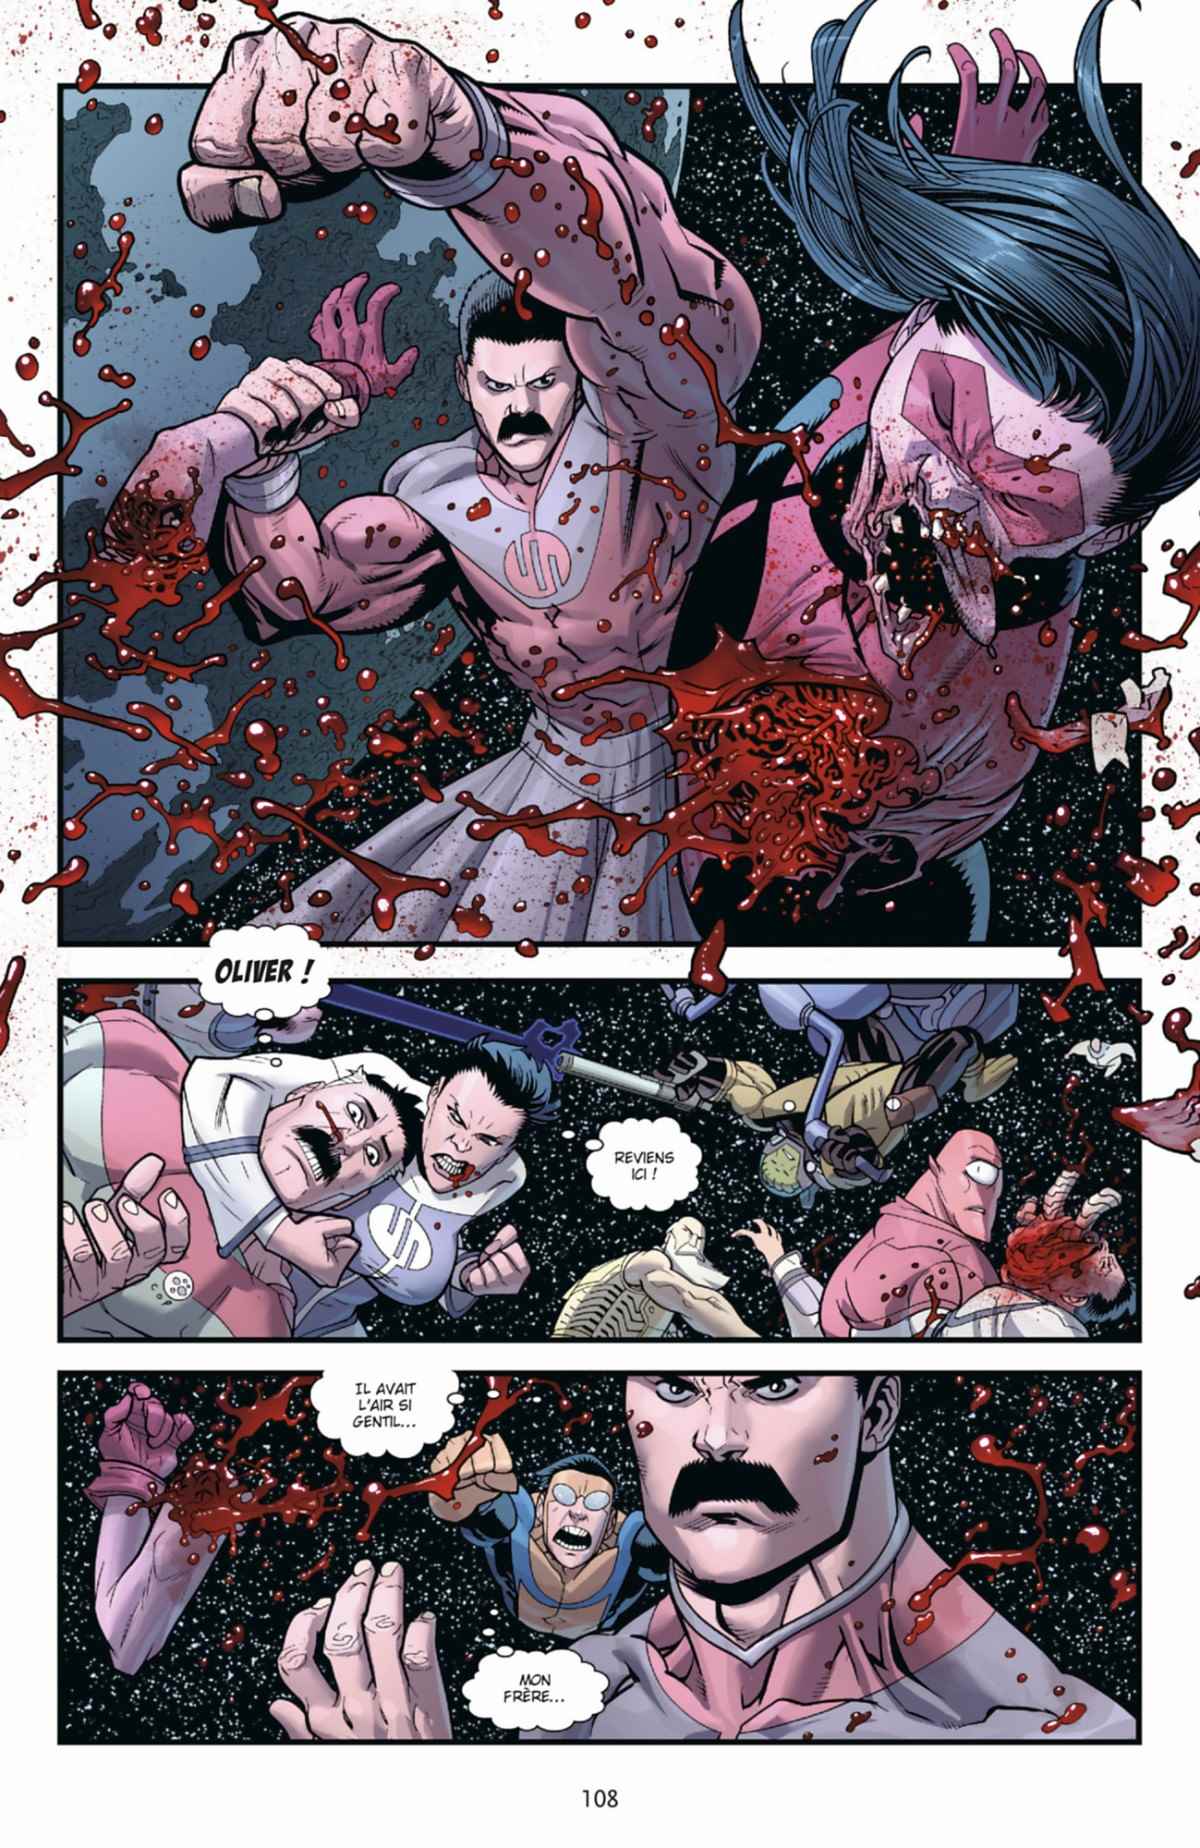 OLIVER !
REVIENS
ICI !
IL AVAIT
L'AIR SI
GENTIL...
MON
FRÈRE...
108